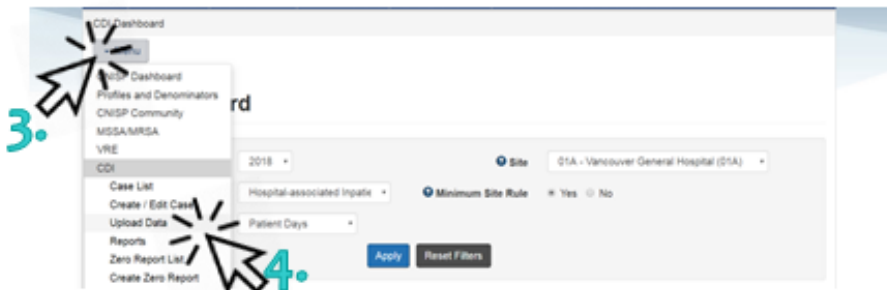 CDI Dashboard
CNISP Dashboard
Profiles and Denominators
rd
3.
CNISP Community
MSSA/MRSA
VRE
2018
Site
01A - Vancouver General Hospital (01A)
CDI
Case List
Hospital-associated Inpatie
Minimum Site Rule
Yes
No
Create / Edit Case
Upload Data
Patient Days
Reports
Zero Report List
4.
Apply
Reset Filters
Create Zero Report